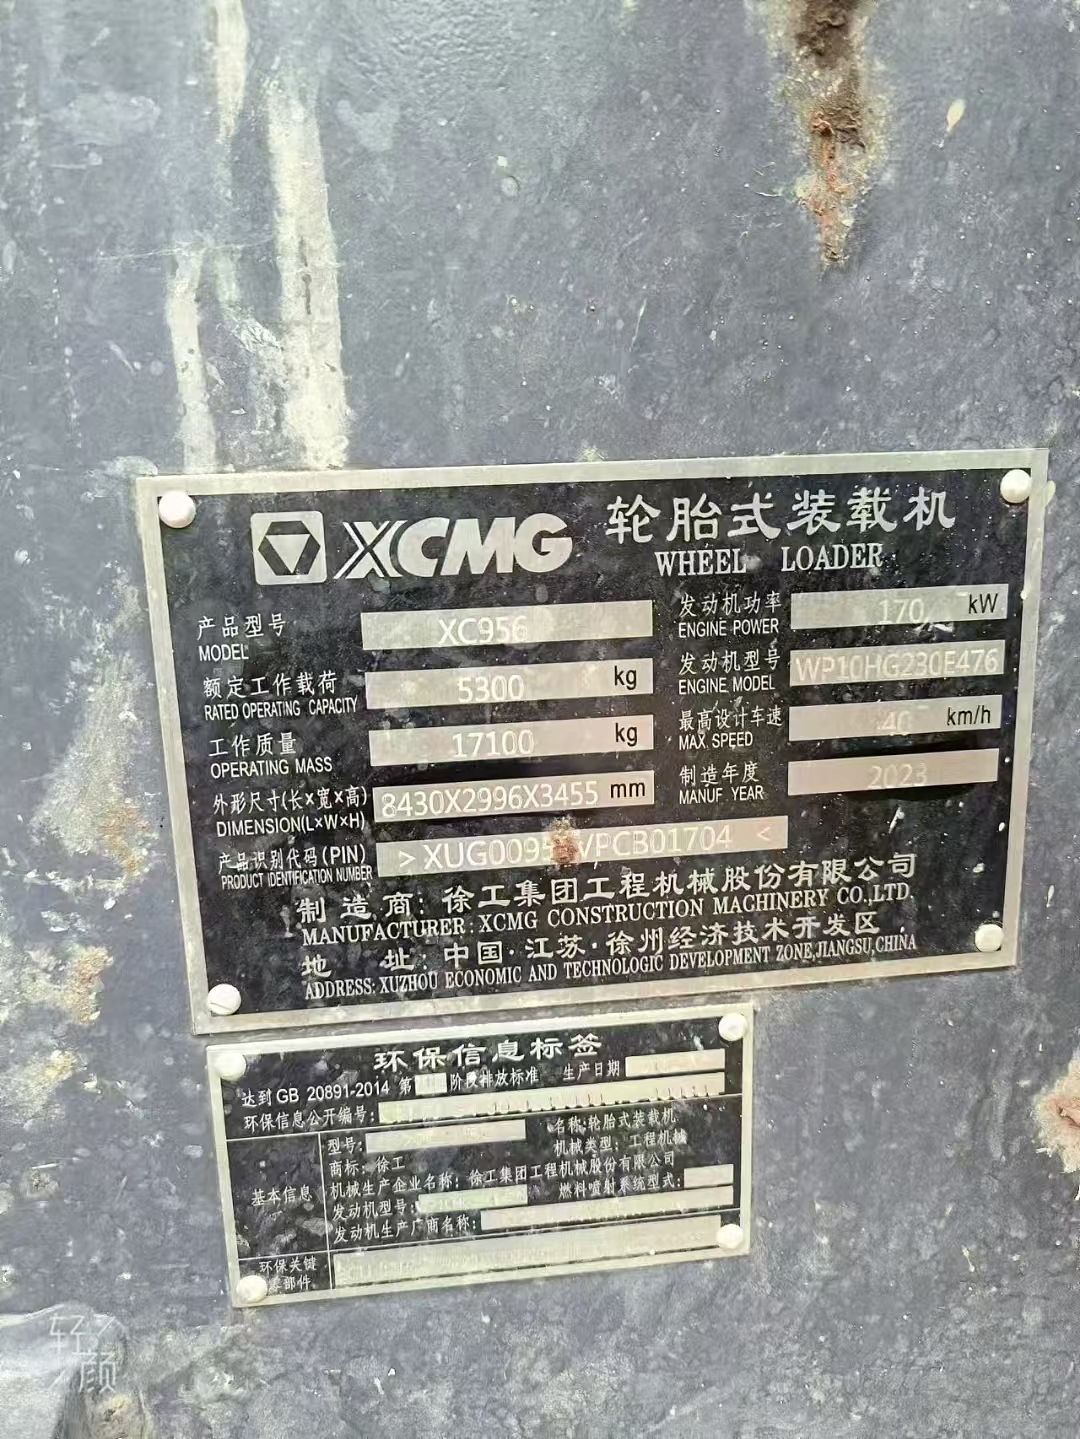 XCMG 轮胎式装载机
WHEEL LOADER
产品型号 XC956
MODEL
额定工作载荷 5300 kg
RATED OPERATING CAPACITY
工作质量 17100 kg
OPERATING MASS
外形尺寸(长×宽×高) 8430X2996X3455 mm
DIMENSION(L×W×H)
产品识别代码(PIN)
PRODUCT IDENTIFICATION NUMBER
发动机功率 170 kW
ENGINE POWER
发动机型号 WP10HG230E476
ENGINE MODEL
最高设计车速 40 km/h
MAX SPEED
制造年度 2023
MANUF YEAR
制造商:徐工集团工程机械股份有限公司
MANUFACTURER: XCMG CONSTRUCTION MACHINERY CO.,LTD.
地址:中国·江苏·徐州经济技术开发区
ADDRESS: XUZHOU ECONOMIC AND TECHNOLOGIC DEVELOPMENT ZONE,JIANGSU,CHINA
环保信息标签
达到GB 20891-2014 第 阶段排放标准 生产日期
环保信息公开编号:
基本信息
型号: 名称:轮胎式装载机
商标:徐工 机械类型:工程机械
机械生产企业名称:徐工集团工程机械股份有限公司
发动机型号: 燃料喷射系统型式:
发动机生产厂商名称:
环保关键
零部件
轻颜